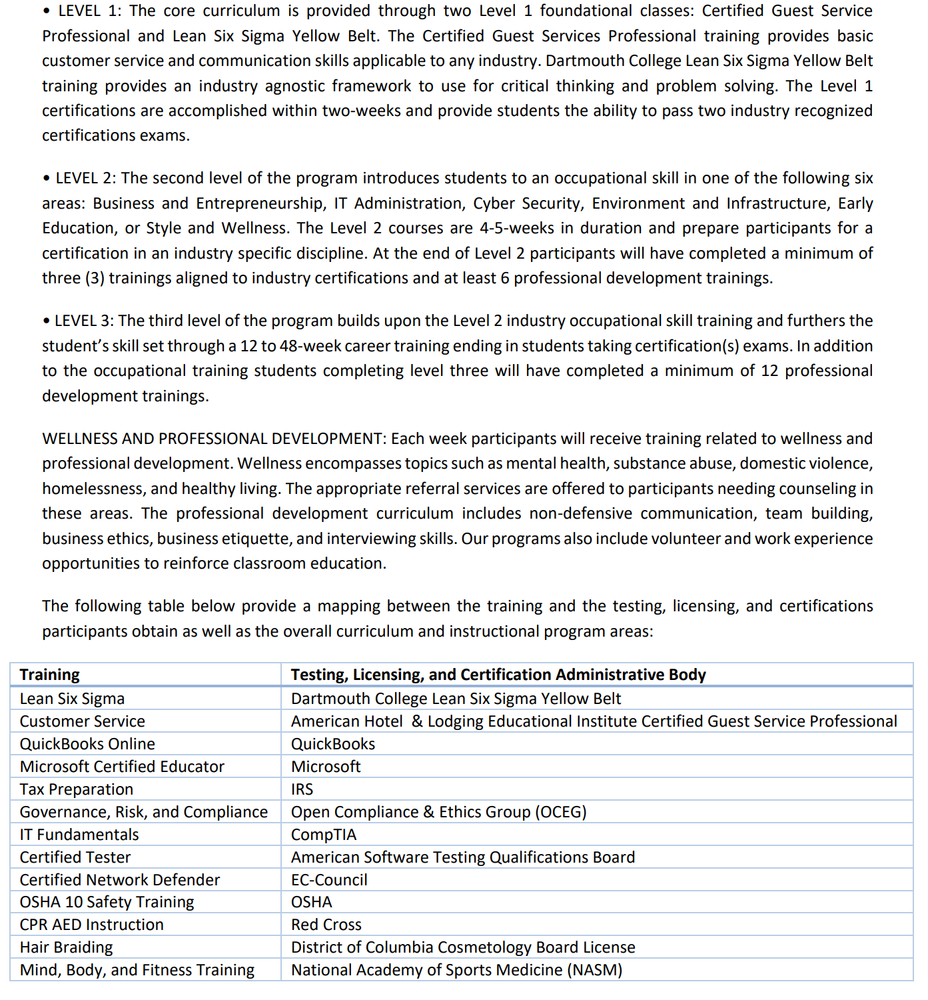 • LEVEL 1: The core curriculum is provided through two Level 1 foundational classes: Certified Guest Service
Professional and Lean Six Sigma Yellow Belt. The Certified Guest Services Professional training provides basic
customer service and communication skills applicable to any industry. Dartmouth College Lean Six Sigma Yellow Belt
training provides an industry agnostic framework to use for critical thinking and problem solving. The Level 1
certifications are accomplished within two-weeks and provide students the ability to pass two industry recognized
certifications exams.
• LEVEL 2: The second level of the program introduces students to an occupational skill in one of the following six
areas: Business and Entrepreneurship, IT Administration, Cyber Security, Environment and Infrastructure, Early
Education, or Style and Wellness. The Level 2 courses are 4-5-weeks in duration and prepare participants for a
certification in an industry specific discipline. At the end of Level 2 participants will have completed a minimum of
three (3) trainings aligned to industry certifications and at least 6 professional development trainings.
• LEVEL 3: The third level of the program builds upon the Level 2 industry occupational skill training and furthers the
student’s skill set through a 12 to 48-week career training ending in students taking certification(s) exams. In addition
to the occupational training students completing level three will have completed a minimum of 12 professional
development trainings.
WELLNESS AND PROFESSIONAL DEVELOPMENT: Each week participants will receive training related to wellness and
professional development. Wellness encompasses topics such as mental health, substance abuse, domestic violence,
homelessness, and healthy living. The appropriate referral services are offered to participants needing counseling in
these areas. The professional development curriculum includes non-defensive communication, team building,
business ethics, business etiquette, and interviewing skills. Our programs also include volunteer and work experience
opportunities to reinforce classroom education.
The following table below provide a mapping between the training and the testing, licensing, and certifications
participants obtain as well as the overall curriculum and instructional program areas:
Training Testing, Licensing, and Certification Administrative Body
Lean Six Sigma Dartmouth College Lean Six Sigma Yellow Belt
Customer Service American Hotel & Lodging Educational Institute Certified Guest Service Professional
QuickBooks Online QuickBooks
Microsoft Certified Educator Microsoft
Tax Preparation IRS
Governance, Risk, and Compliance Open Compliance & Ethics Group (OCEG)
IT Fundamentals CompTIA
Certified Tester American Software Testing Qualifications Board
Certified Network Defender EC-Council
OSHA 10 Safety Training OSHA
CPR AED Instruction Red Cross
Hair Braiding District of Columbia Cosmetology Board License
Mind, Body, and Fitness Training National Academy of Sports Medicine (NASM)